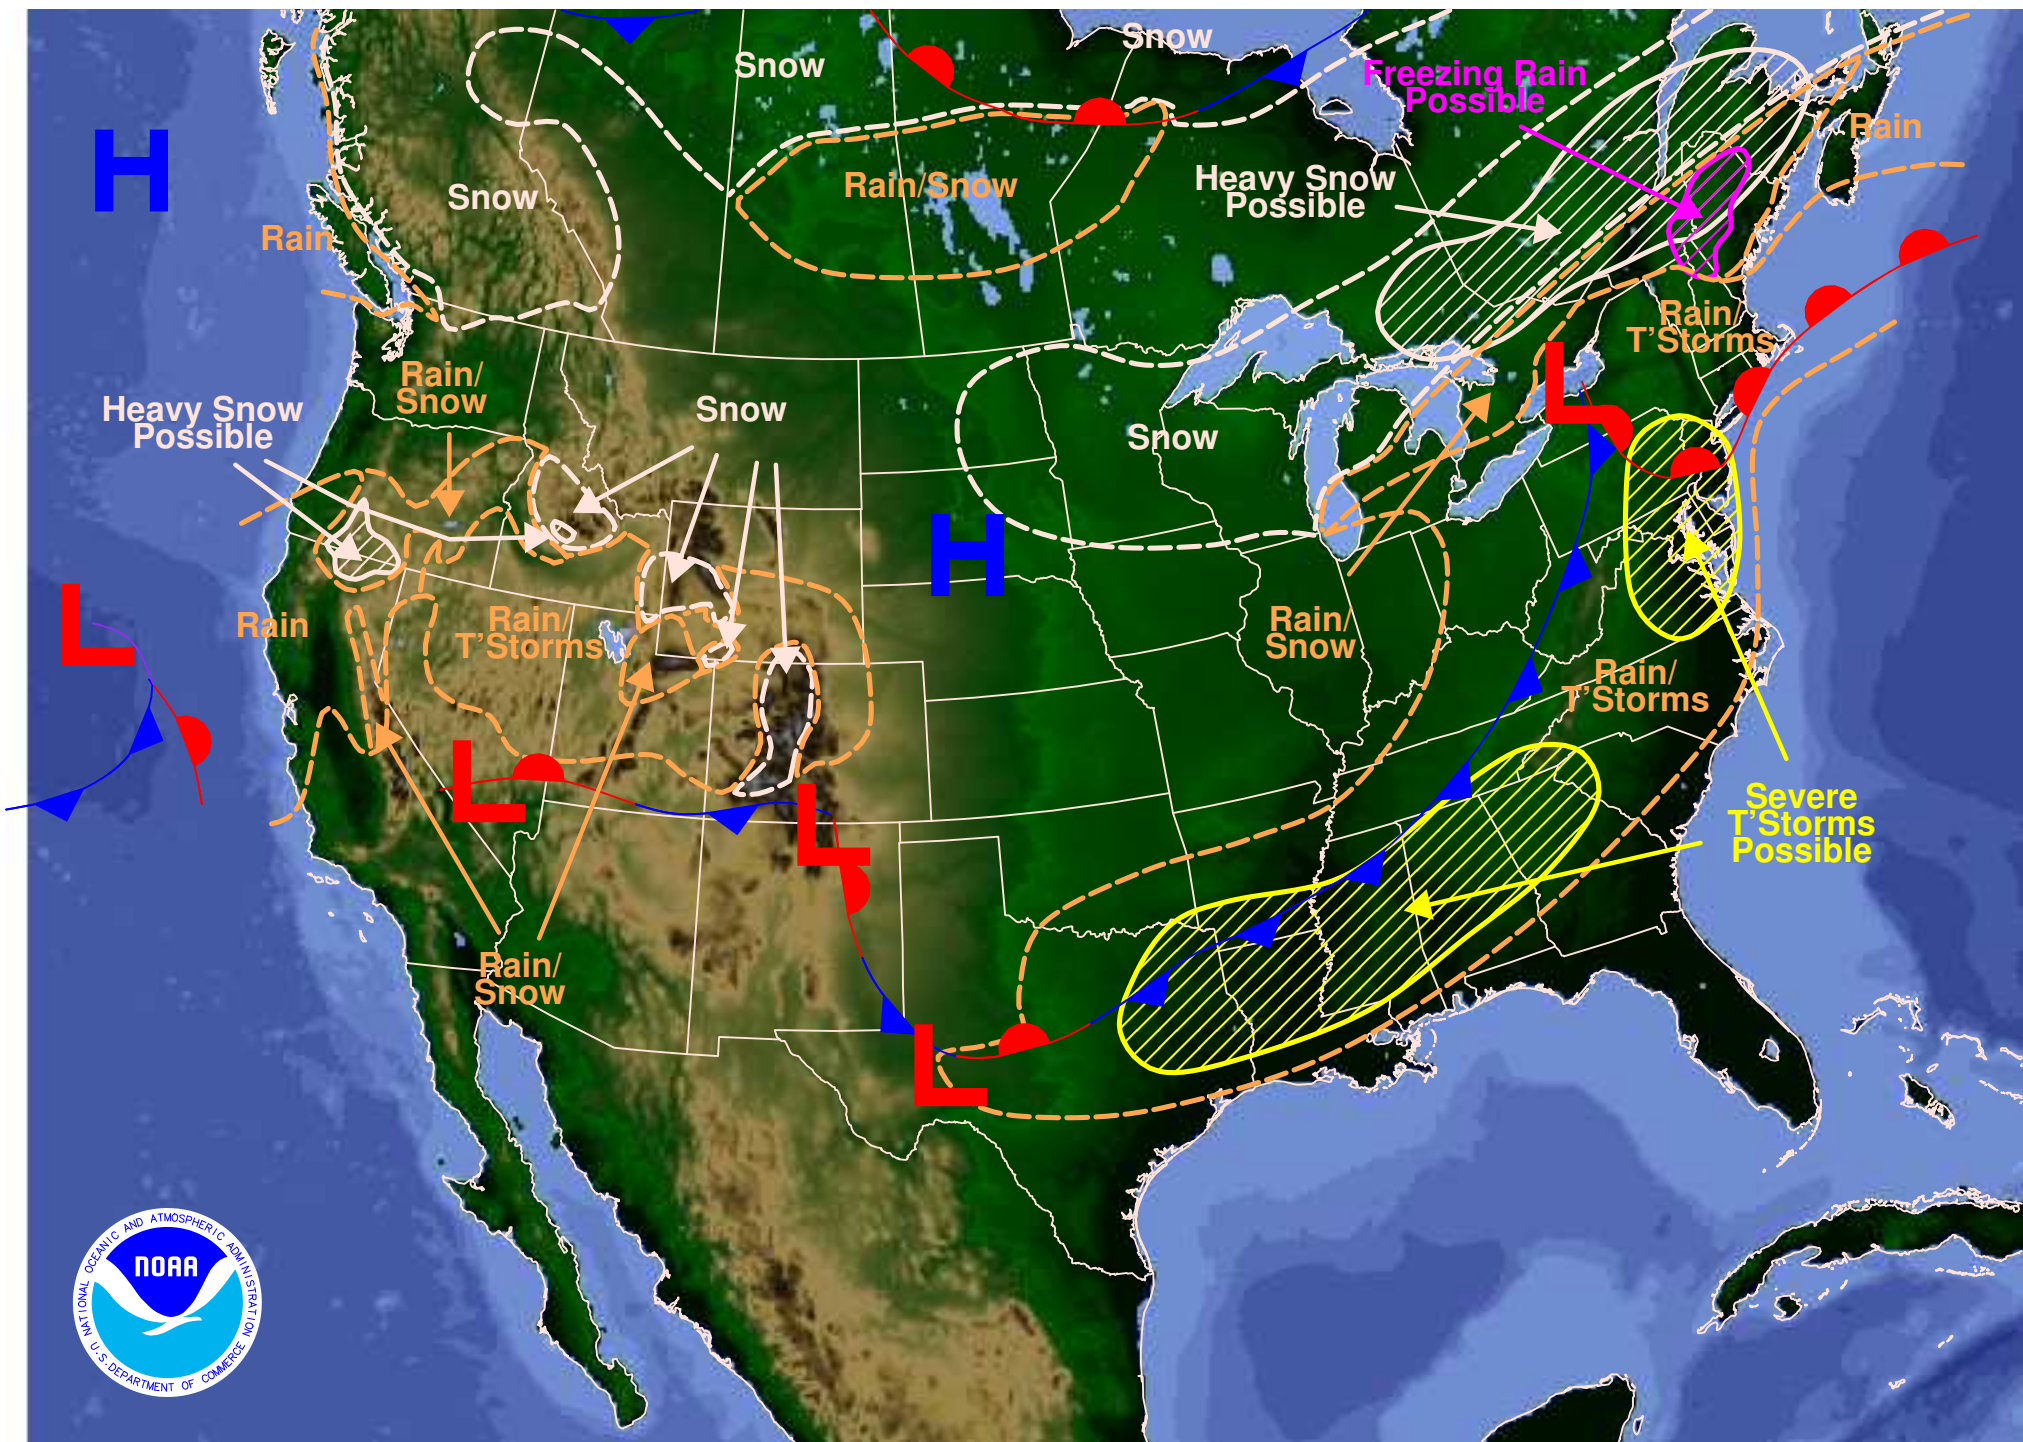 Snow
Snow
Freezing Rain
Possible
H
Rain
Heavy Snow
Possible
Rain/Snow
Snow
Rain
Rain/
T'Storms
L
Rain/
Snow
Heavy Snow
Possible
Snow
Snow
H
L
Rain
Rain/
T'Storms
Rain/
Snow
Rain/
T'Storms
L
L
Severe
T'Storms
Possible
Rain/
Snow
L
NATIONAL OCEANIC AND ATMOSPHERIC ADMINISTRATION
NOAA
U.S. DEPARTMENT OF COMMERCE